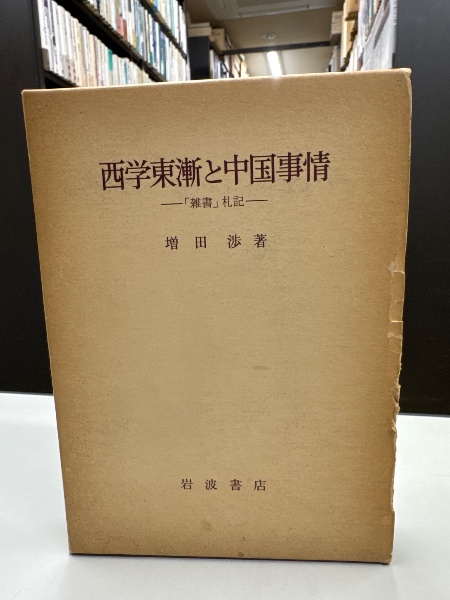 西学東漸と中国事情
——「雑書」札記——
増田渉著
岩波書店